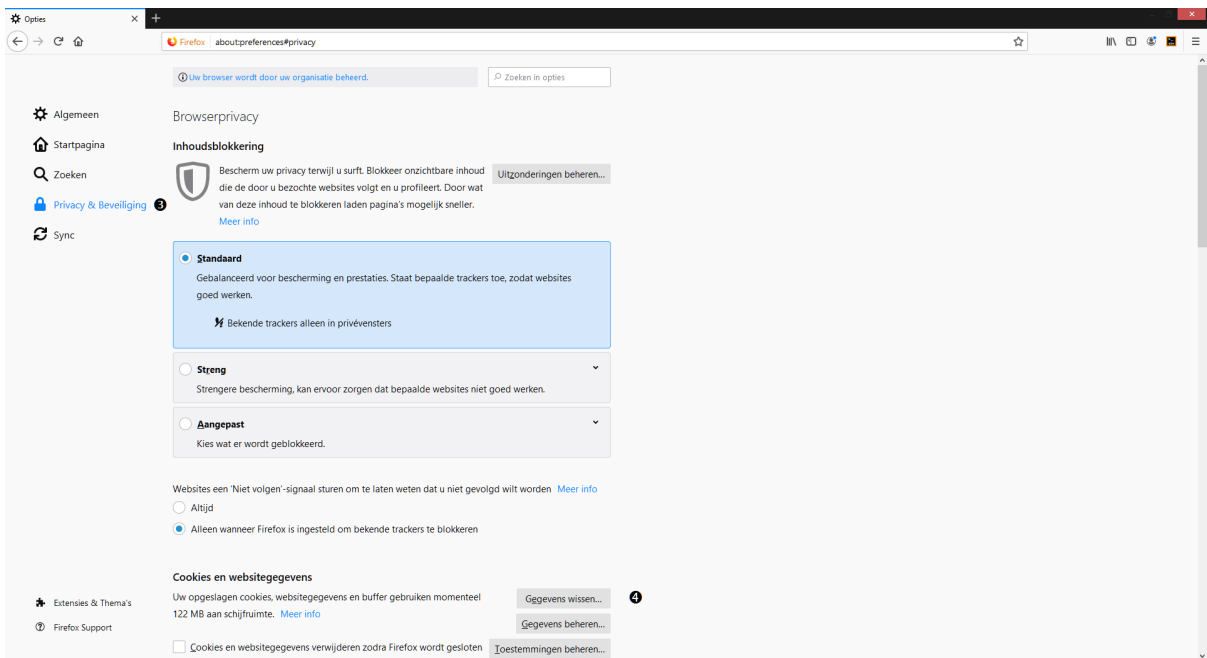 Opties
Firefox about:preferences#privacy
Uw browser wordt door uw organisatie beheerd.
Zoeken in opties
Algemeen
Startpagina
Zoeken
Privacy & Beveiliging ❸
Sync
Browserprivacy
Inhoudsblokkering
Bescherm uw privacy terwijl u surft. Blokkeer onzichtbare inhoud
die de door u bezochte websites volgt en u profileert. Door wat
van deze inhoud te blokkeren laden pagina's mogelijk sneller.
Meer info
Uitzonderingen beheren...
Standaard
Gebalanceerd voor bescherming en prestaties. Staat bepaalde trackers toe, zodat websites
goed werken.
Bekende trackers alleen in privévensters
Streng
Strengere bescherming, kan ervoor zorgen dat bepaalde websites niet goed werken.
Aangepast
Kies wat er wordt geblokkeerd.
Websites een 'Niet volgen'-signaal sturen om te laten weten dat u niet gevolgd wilt worden Meer info
Altijd
Alleen wanneer Firefox is ingesteld om bekende trackers te blokkeren
Cookies en websitegegevens
Uw opgeslagen cookies, websitegegevens en buffer gebruiken momenteel
122 MB aan schijfruimte. Meer info
Gegevens wissen... ❹
Gegevens beheren...
Cookies en websitegegevens verwijderen zodra Firefox wordt gesloten
Toestemmingen beheren...
Extensies & Thema's
Firefox Support